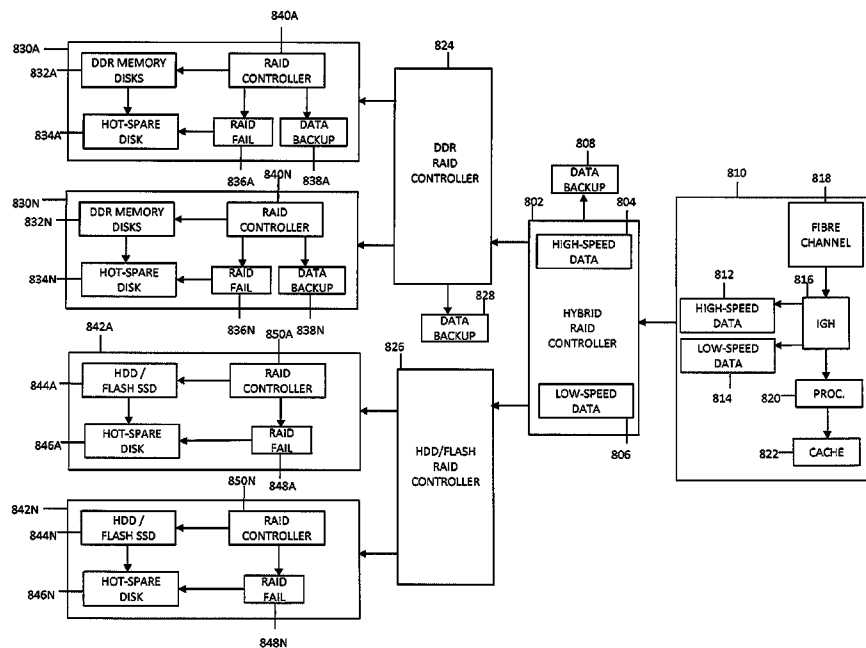 840A
830A
DDR MEMORY
DISKS
RAID
CONTROLLER
832A
HOT-SPARE
DISK
RAID
FAIL
DATA
BACKUP
834A
836A
838A
840N
830N
DDR MEMORY
DISKS
RAID
CONTROLLER
832N
HOT-SPARE
DISK
RAID
FAIL
DATA
BACKUP
834N
836N
838N
824
DDR
RAID
CONTROLLER
DATA
BACKUP
828
842A
850A
HDD /
FLASH SSD
RAID
CONTROLLER
844A
HOT-SPARE
DISK
RAID
FAIL
846A
848A
850N
842N
HDD /
FLASH SSD
RAID
CONTROLLER
844N
HOT-SPARE
DISK
RAID
FAIL
846N
848N
826
HDD/FLASH
RAID
CONTROLLER
808
DATA
BACKUP
802
804
HIGH-SPEED
DATA
HYBRID
RAID
CONTROLLER
LOW-SPEED
DATA
806
810
818
FIBRE
CHANNEL
812
816
HIGH-SPEED
DATA
IGH
LOW-SPEED
DATA
814
820
PROC.
822
CACHE